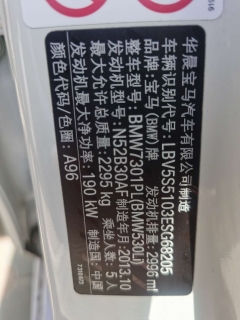 华晨宝马汽车有限公司制造
车辆识别代号：LBV5S5103ESG68205
品牌：宝马(BMW)牌
发动机排量：2996 ml
整车型号：BMW7301PL(BMW530Li)
发动机型号：N52B30AF
制造年月：2013.10
最大允许总质量：2285 kg
乘坐人数：5人
发动机最大净功率：190 kW
制造国：中国
颜色代码/色圈：A96